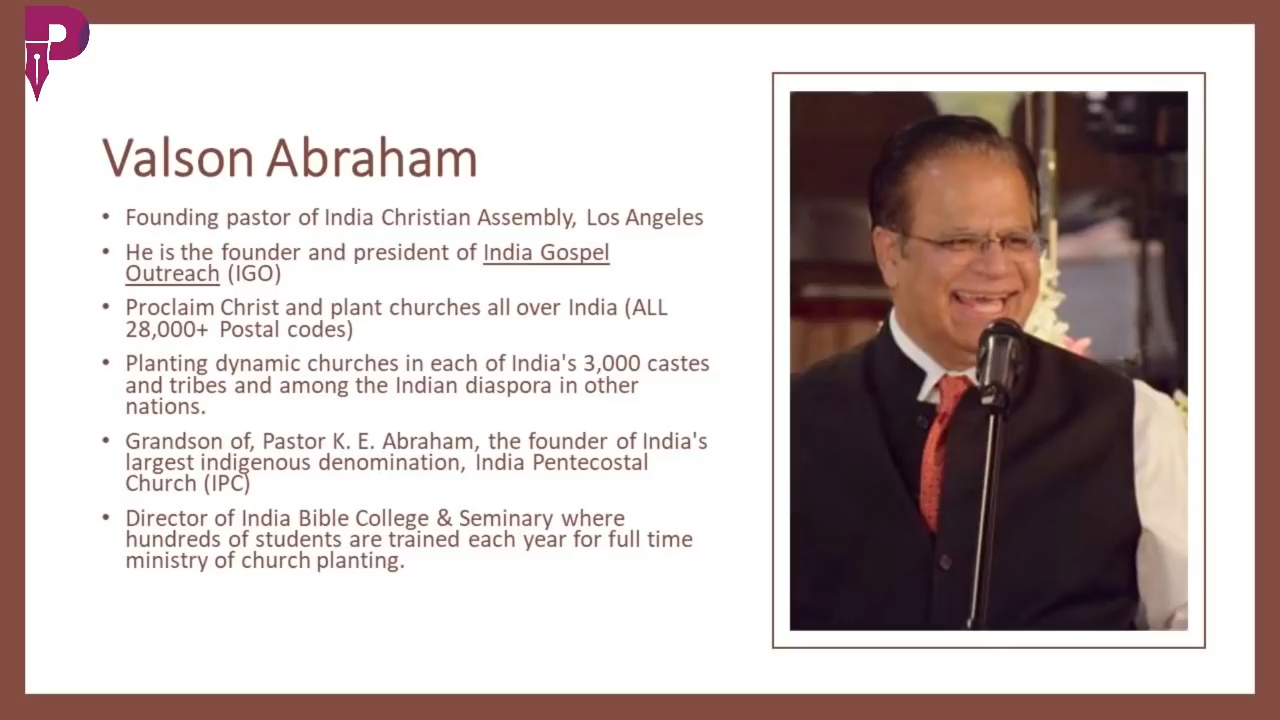 Valson Abraham
• Founding pastor of India Christian Assembly, Los Angeles
• He is the founder and president of India Gospel
Outreach (IGO)
• Proclaim Christ and plant churches all over India (ALL
28,000+ Postal codes)
• Planting dynamic churches in each of India's 3,000 castes
and tribes and among the Indian diaspora in other
nations.
• Grandson of, Pastor K. E. Abraham, the founder of India's
largest indigenous denomination, India Pentecostal
Church (IPC)
• Director of India Bible College & Seminary where
hundreds of students are trained each year for full time
ministry of church planting.